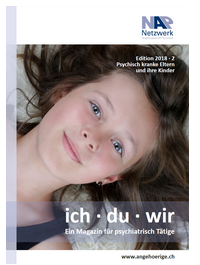 NAP
Netzwerk
Edition 2018 · 2
Psychisch kranke Eltern
und ihre Kinder
ich · du · wir
Ein Magazin für psychiatrisch Tätige
www.angehoerige.ch